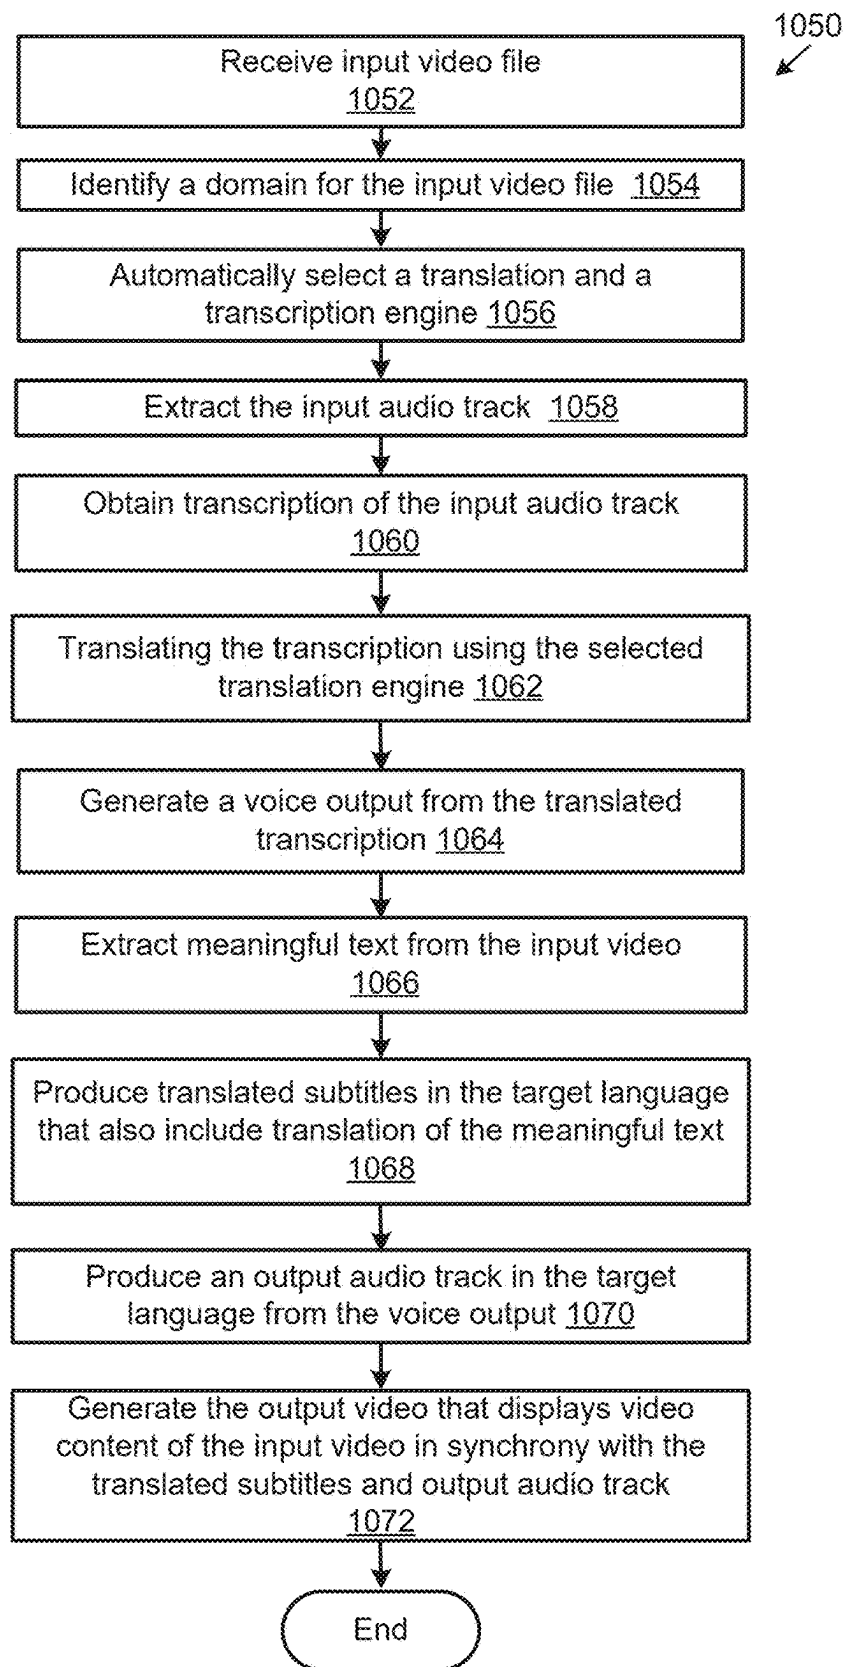 1050
Receive input video file
1052
Identify a domain for the input video file 1054
Automatically select a translation and a
transcription engine 1056
Extract the input audio track 1058
Obtain transcription of the input audio track
1060
Translating the transcription using the selected
translation engine 1062
Generate a voice output from the translated
transcription 1064
Extract meaningful text from the input video
1066
Produce translated subtitles in the target language
that also include translation of the meaningful text
1068
Produce an output audio track in the target
language from the voice output 1070
Generate the output video that displays video
content of the input video in synchrony with the
translated subtitles and output audio track
1072
End